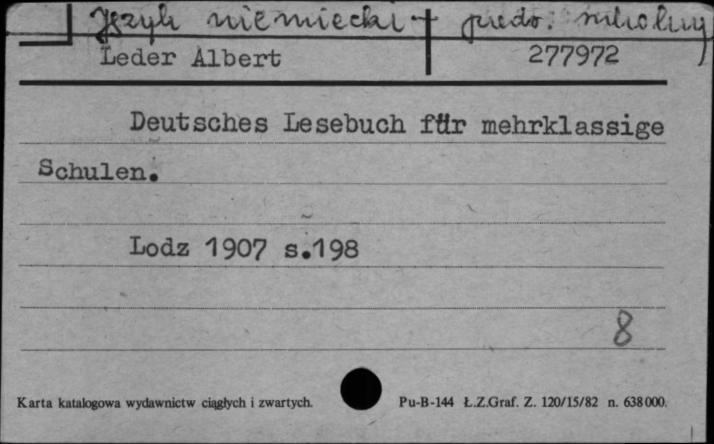 Język niemiecki + podr. szkolny
Leder Albert 277972
Deutsches Lesebuch für mehrklassige
Schulen.
Lodz 1907 s.198
8
Karta katalogowa wydawnictw ciągłych i zwartych. Pu-B-144 Ł.Z.Graf. Z. 120/15/82 n. 638000.